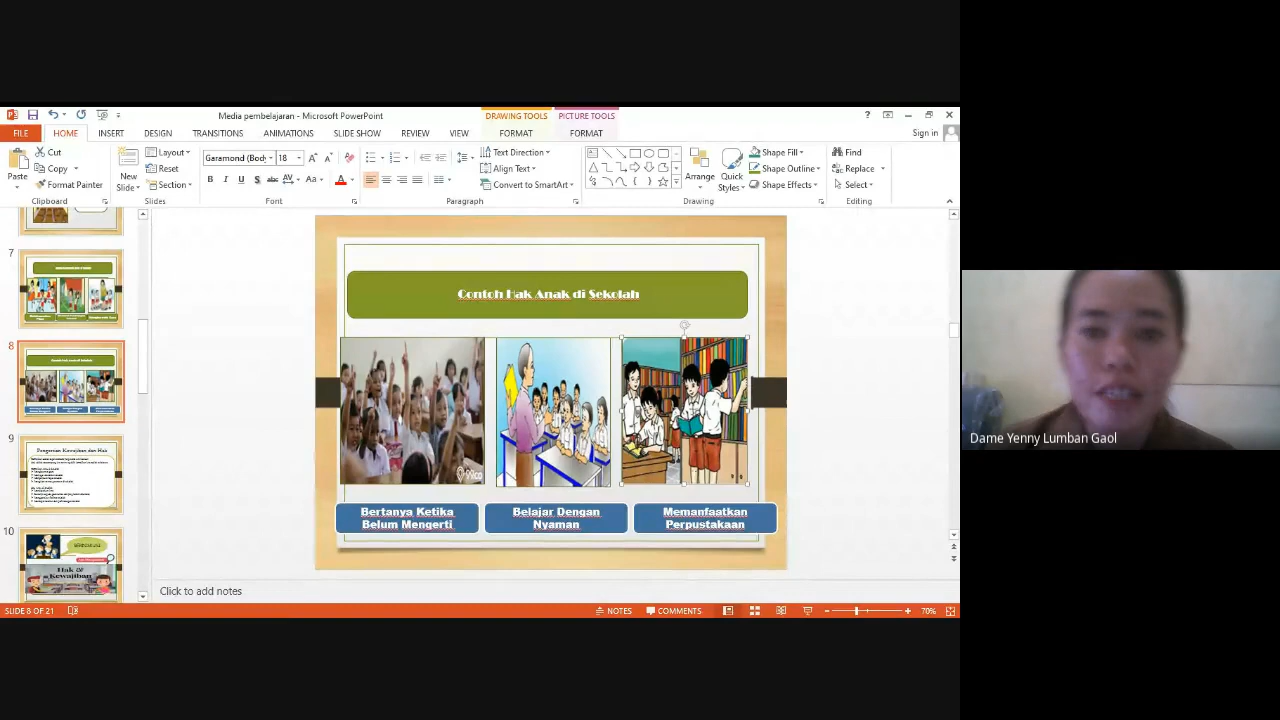 Media pembelajaran - Microsoft PowerPoint
DRAWING TOOLS
PICTURE TOOLS
FILE
HOME
INSERT
DESIGN
TRANSITIONS
ANIMATIONS
SLIDE SHOW
REVIEW
VIEW
FORMAT
FORMAT
Sign in
Paste
Cut
Copy
Format Painter
Clipboard
New Slide
Layout
Reset
Section
Slides
Garamond (Body
18
Font
Text Direction
Align Text
Convert to SmartArt
Paragraph
Arrange
Quick Styles
Shape Fill
Shape Outline
Shape Effects
Drawing
Find
Replace
Select
Editing
7
8
9
Pengertian Kewajiban dan Hak
10
Hak &
Kewajiban
Contoh Hak Anak di Sekolah
Bertanya Ketika
Belum Mengerti
Belajar Dengan
Nyaman
Memanfaatkan
Perpustakaan
Click to add notes
SLIDE 8 OF 21
NOTES
COMMENTS
70%
Dame Yenny Lumban Gaol